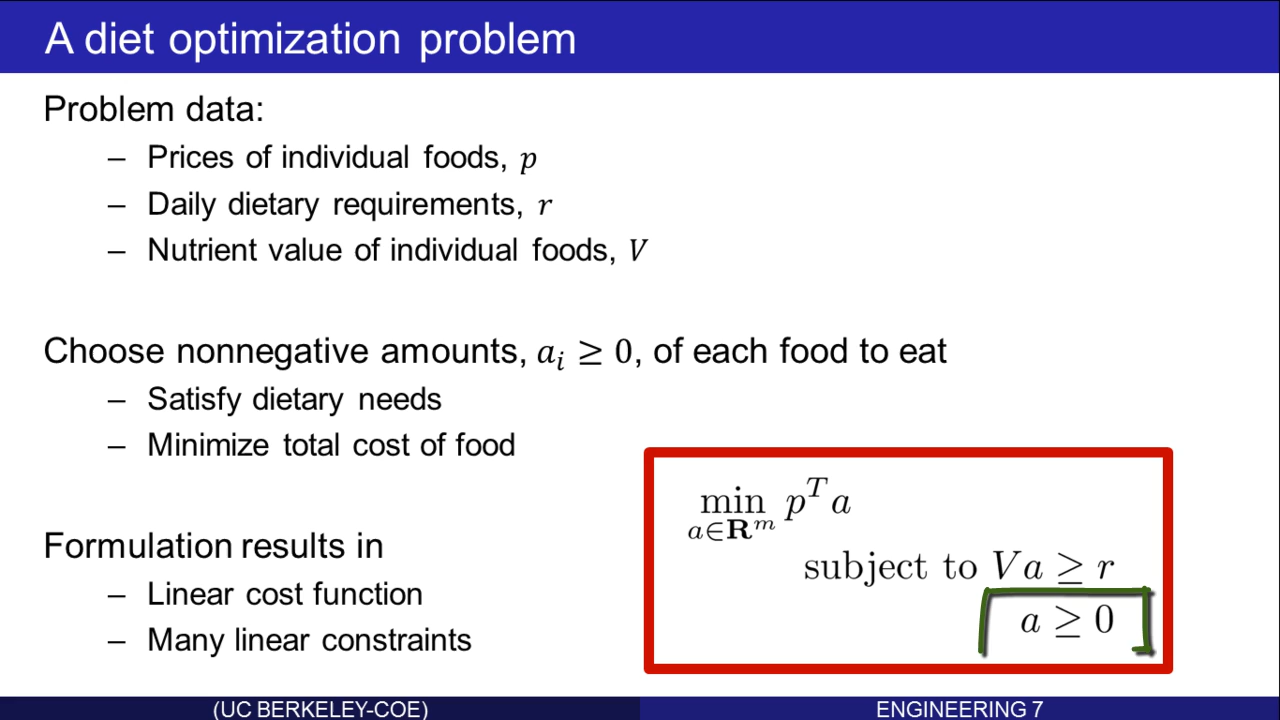 A diet optimization problem
Problem data:
– Prices of individual foods, p
– Daily dietary requirements, r
– Nutrient value of individual foods, V
Choose nonnegative amounts, aᵢ ≥ 0, of each food to eat
– Satisfy dietary needs
– Minimize total cost of food
Formulation results in
– Linear cost function
– Many linear constraints
min pᵀa
a∈Rᵐ
subject to Va ≥ r
a ≥ 0
(UC BERKELEY-COE) ENGINEERING 7